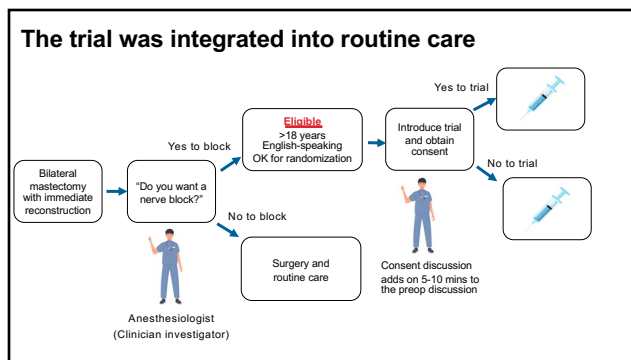 The trial was integrated into routine care
Bilateral
mastectomy
with immediate
reconstruction
“Do you want a
nerve block?”
Anesthesiologist
(Clinician investigator)
Yes to block
Eligible
>18 years
English-speaking
OK for randomization
No to block
Surgery and
routine care
Introduce trial
and obtain
consent
Consent discussion
adds on 5-10 mins to
the preop discussion
Yes to trial
No to trial